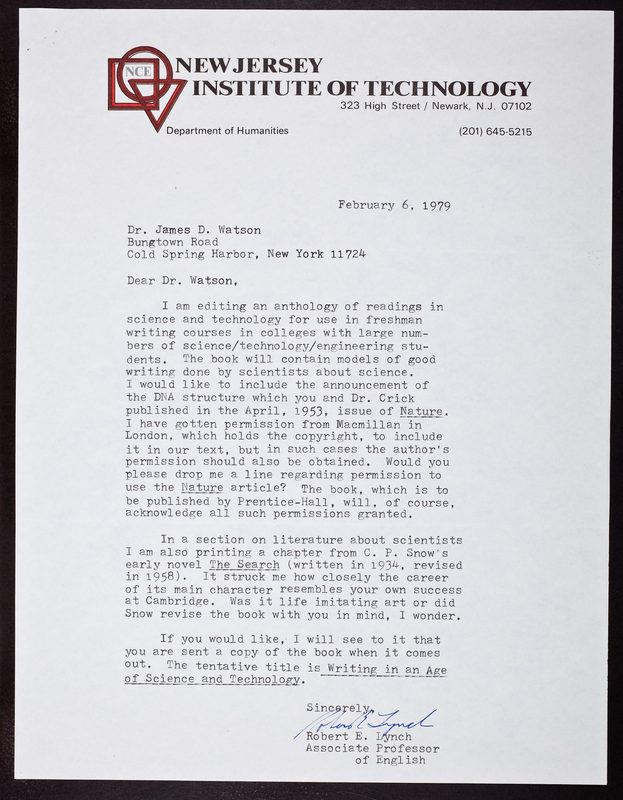 NCE
NEW JERSEY
INSTITUTE OF TECHNOLOGY
323 High Street / Newark, N.J. 07102
Department of Humanities (201) 645-5215
February 6, 1979
Dr. James D. Watson
Bungtown Road
Cold Spring Harbor, New York 11724
Dear Dr. Watson,
I am editing an anthology of readings in
science and technology for use in freshman
writing courses in colleges with large num-
bers of science/technology/engineering stu-
dents. The book will contain models of good
writing done by scientists about science.
I would like to include the announcement of
the DNA structure which you and Dr. Crick
published in the April, 1953, issue of Nature.
I have gotten permission from Macmillan in
London, which holds the copyright, to include
it in our text, but in such cases the author's
permission should also be obtained. Would you
please drop me a line regarding permission to
use the Nature article? The book, which is to
be published by Prentice-Hall, will, of course,
acknowledge all such permissions granted.
In a section on literature about scientists
I am also printing a chapter from C. P. Snow's
early novel The Search (written in 1934, revised
in 1958). It struck me how closely the career
of its main character resembles your own success
at Cambridge. Was it life imitating art or did
Snow revise the book with you in mind, I wonder.
If you would like, I will see to it that
you are sent a copy of the book when it comes
out. The tentative title is Writing in an Age
of Science and Technology.
Sincerely,
Robert E. Lynch
Robert E. Lynch
Associate Professor
of English